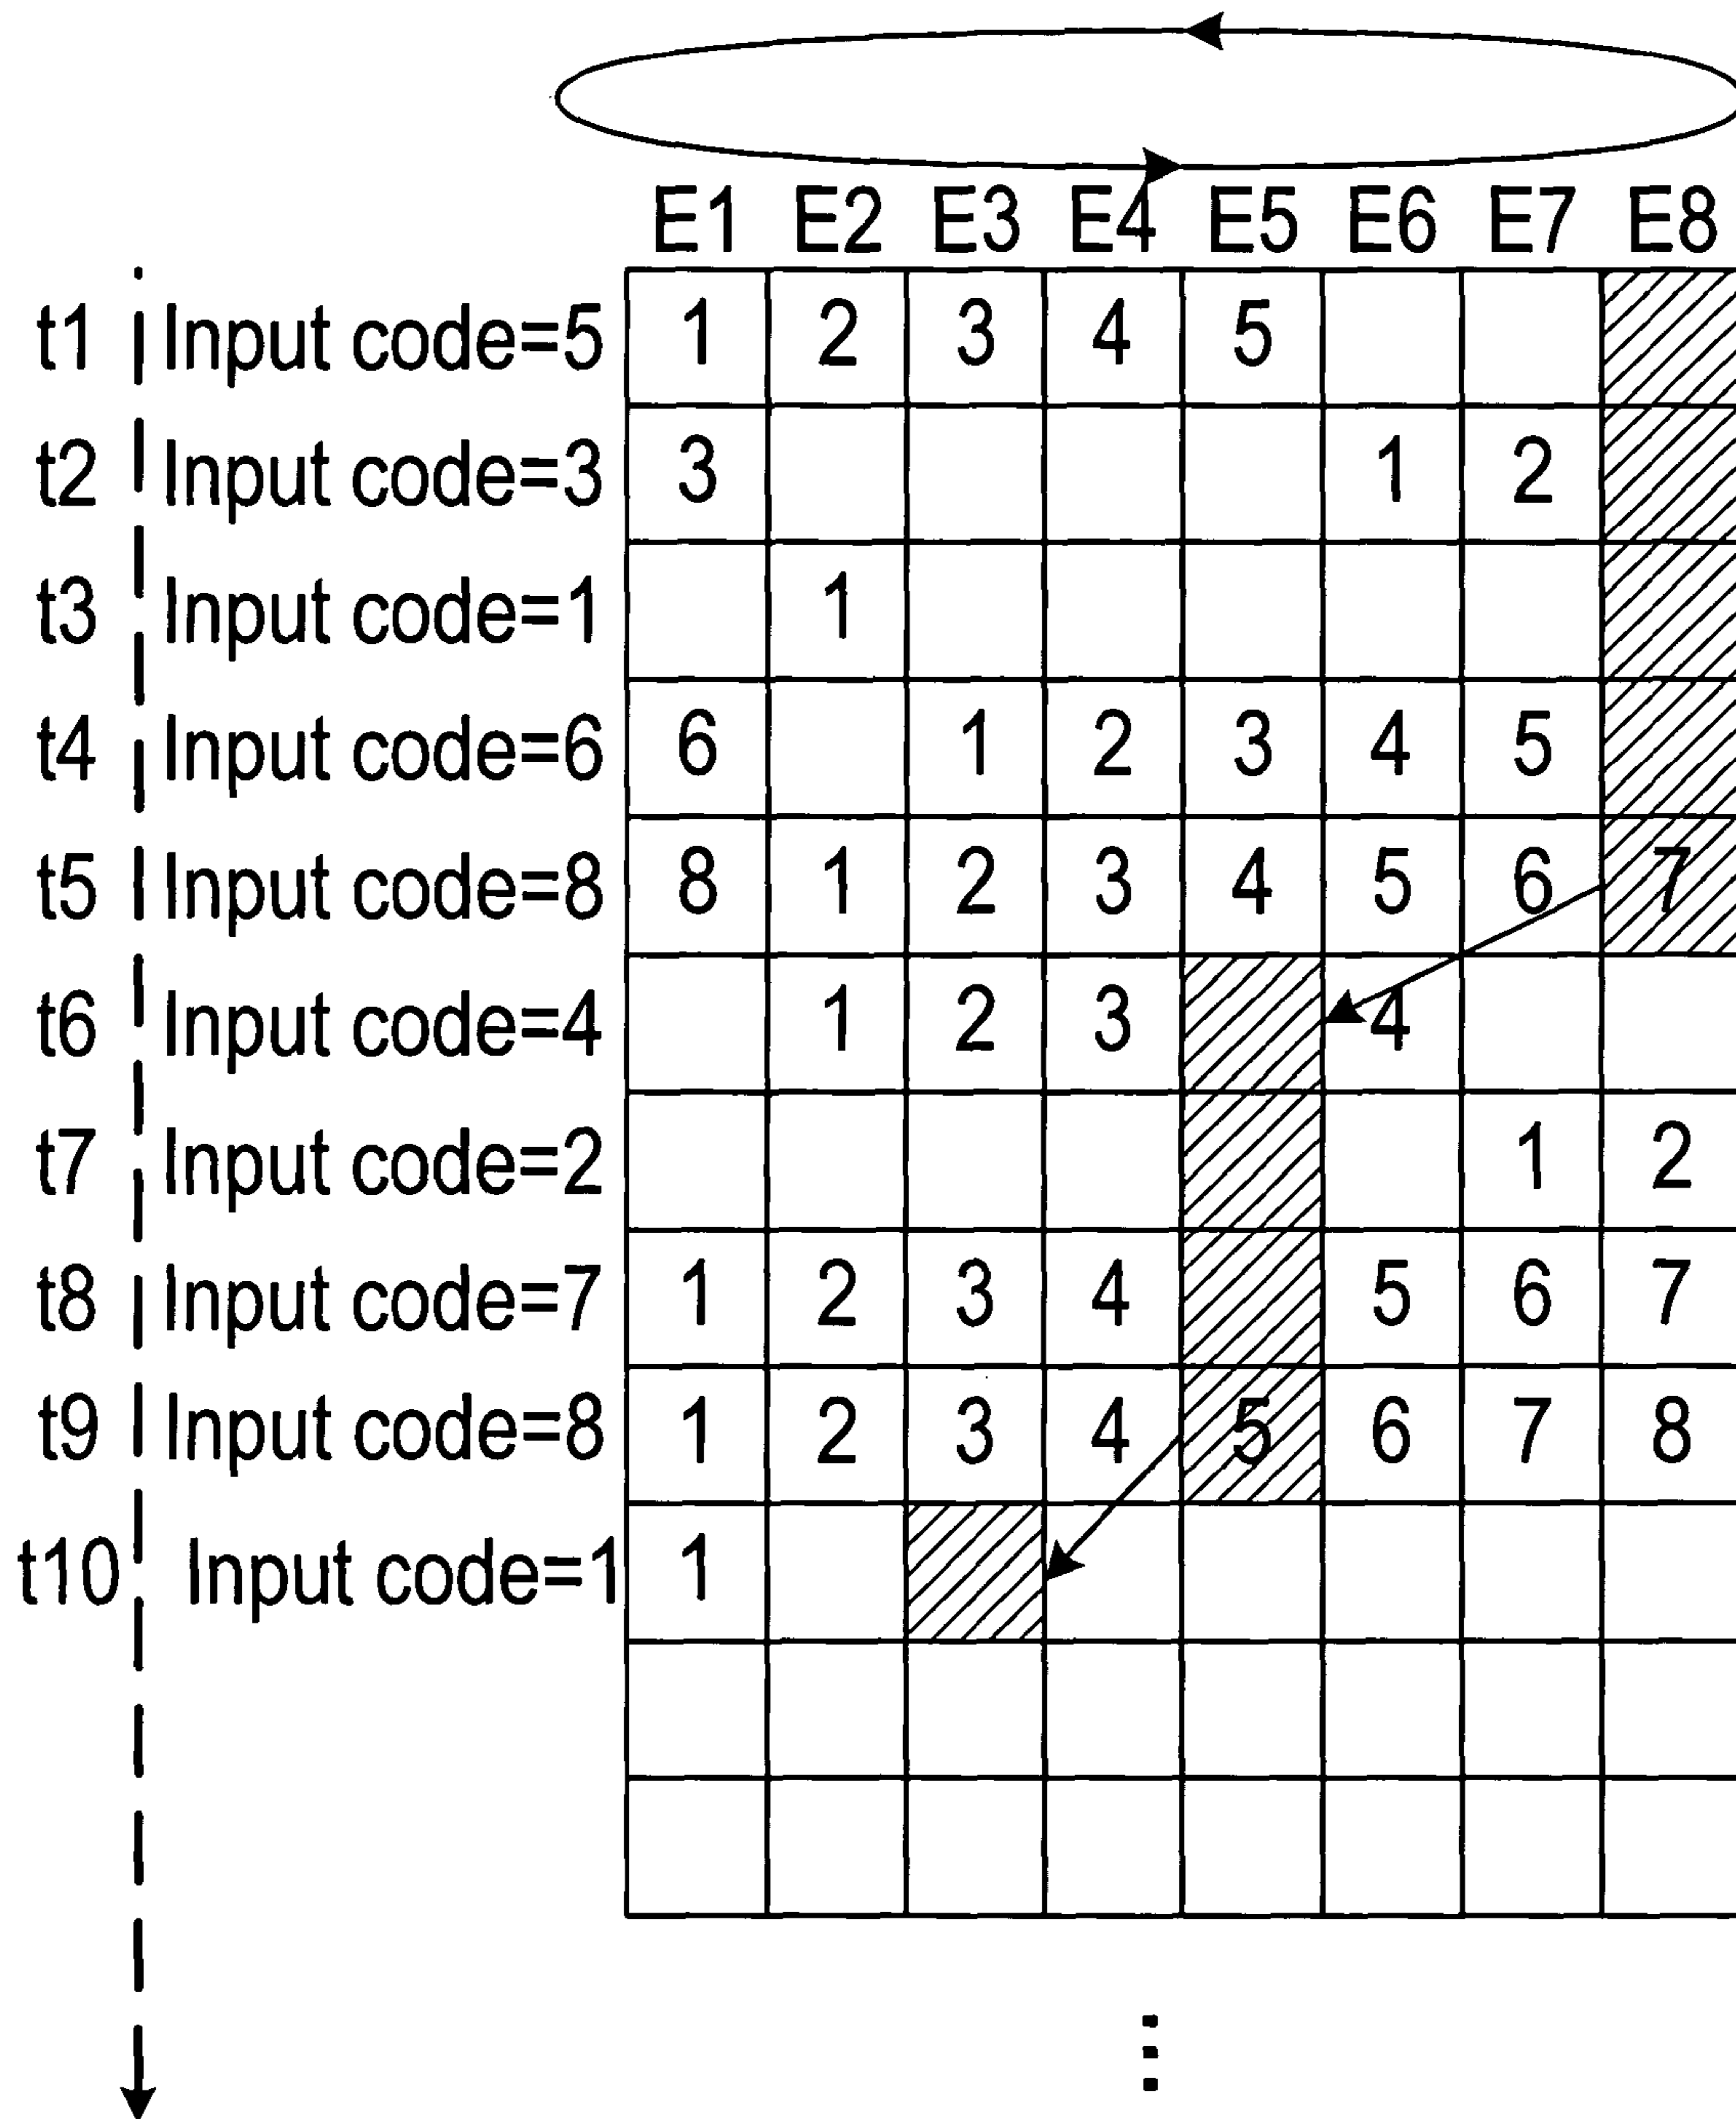 E1 E2 E3 E4 E5 E6 E7 E8
t1 Input code=5 1 2 3 4 5
t2 Input code=3 3 1 2
t3 Input code=1 1
t4 Input code=6 6 1 2 3 4 5
t5 Input code=8 8 1 2 3 4 5 6 7
t6 Input code=4 1 2 3 4
t7 Input code=2 1 2
t8 Input code=7 1 2 3 4 5 6 7
t9 Input code=8 1 2 3 4 5 6 7 8
t10 Input code=1 1